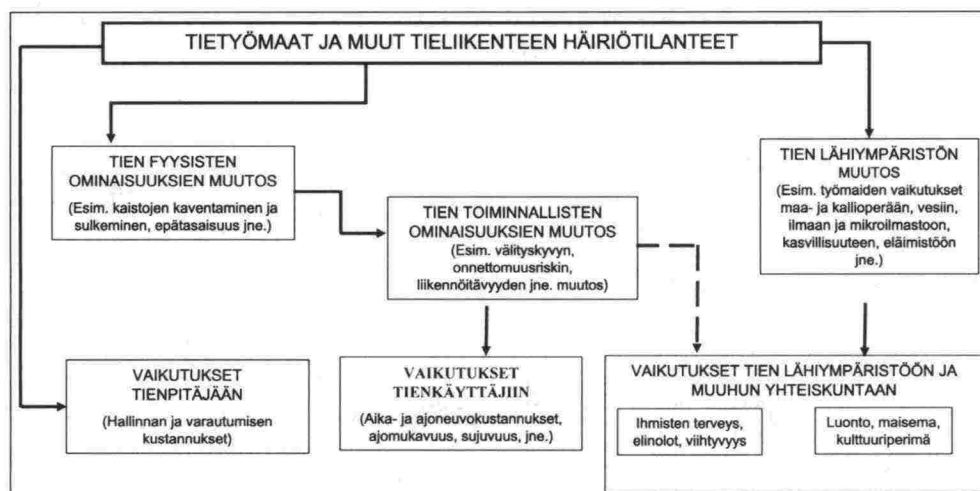 TIETYÖMAAT JA MUUT TIELIIKENTEEN HÄIRIÖTILANTEET
TIEN FYYSISTEN
OMINAISUUKSIEN MUUTOS
(Esim. kaistojen kaventaminen ja
sulkeminen, epätasaisuus jne.)
TIEN TOIMINNALLISTEN
OMINAISUUKSIEN MUUTOS
(Esim. välityskyvyn,
onnettomuusriskin,
liikennöitävyyden jne. muutos)
TIEN LÄHIYMPÄRISTÖN
MUUTOS
(Esim. työmaiden vaikutukset
maa- ja kallioperään, vesiin,
ilmaan ja mikroilmastoon,
kasvillisuuteen, eläimistöön
jne.)
VAIKUTUKSET
TIENPITÄJÄÄN
(Hallinnan ja varautumisen
kustannukset)
VAIKUTUKSET
TIENKÄYTTÄJIIN
(Aika- ja ajoneuvokustannukset,
ajomukavuus, sujuvuus, jne.)
VAIKUTUKSET TIEN LÄHIYMPÄRISTÖÖN JA
MUUHUN YHTEISKUNTAAN
Ihmisten terveys,
elinolot, viihtyvyys
Luonto, maisema,
kulttuuriperimä